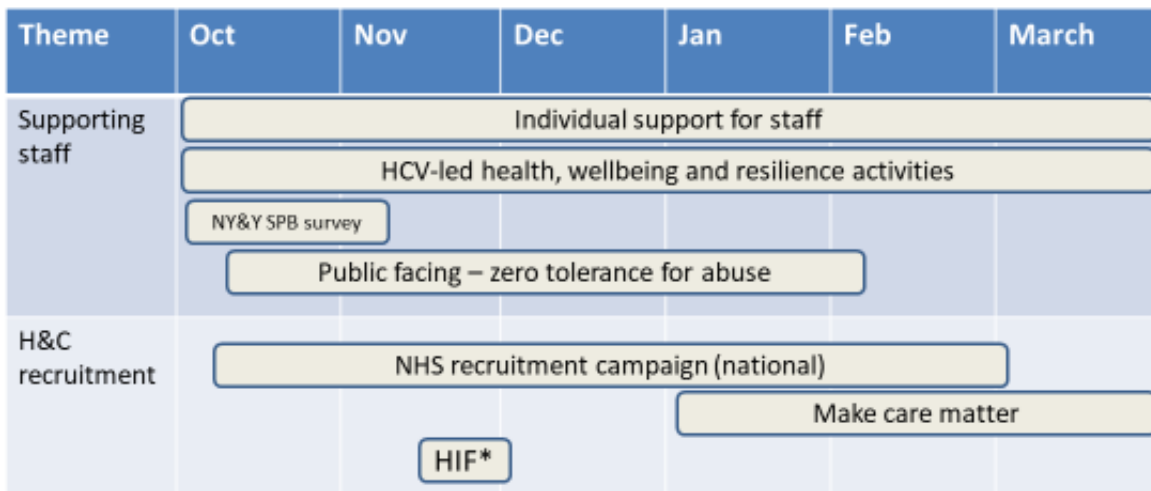 Theme Oct Nov Dec Jan Feb March
Supporting
staff
Individual support for staff
HCV-led health, wellbeing and resilience activities
NY&Y SPB survey
Public facing – zero tolerance for abuse
H&C
recruitment
NHS recruitment campaign (national)
Make care matter
HIF*